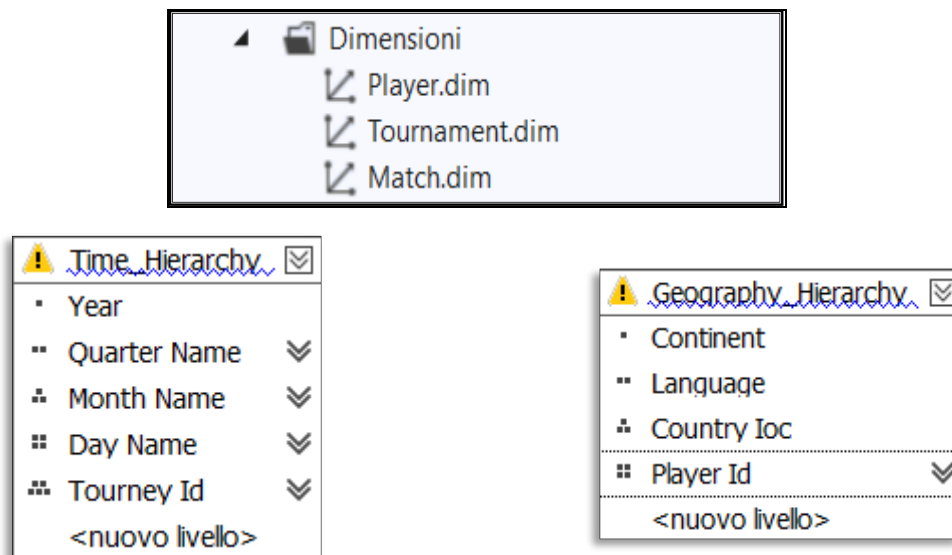 Dimensioni
Player.dim
Tournament.dim
Match.dim
Time_Hierarchy
Year
Quarter Name
Month Name
Day Name
Tourney Id
<nuovo livello>
Geography_Hierarchy
Continent
Language
Country Ioc
Player Id
<nuovo livello>